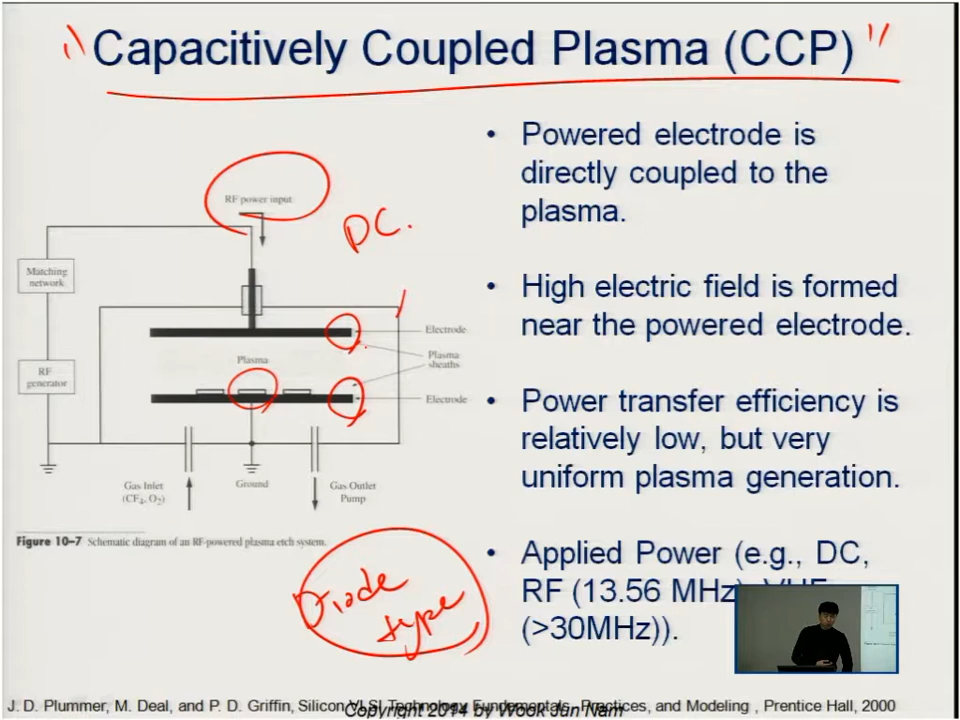 "Capacitively Coupled Plasma (CCP)"
RF power input
DC.
Matching
network
RF
generator
Electrode
Plasma
Plasma
sheaths
Electrode
Gas Inlet
(CF₄, O₂)
Ground
Gas Outlet
Pump
Figure 10-7 Schematic diagram of an RF-powered plasma etch system.
Diode
type
• Powered electrode is
directly coupled to the
plasma.
• High electric field is formed
near the powered electrode.
• Power transfer efficiency is
relatively low, but very
uniform plasma generation.
• Applied Power (e.g., DC,
RF (13.56 MHz), VHF
(>30MHz)).
J. D. Plummer, M. Deal, and P. D. Griffin, Silicon VLSI Technology Fundamentals, Practices, and Modeling , Prentice Hall, 2000
Copyright 2014 by Wook Jun Nam